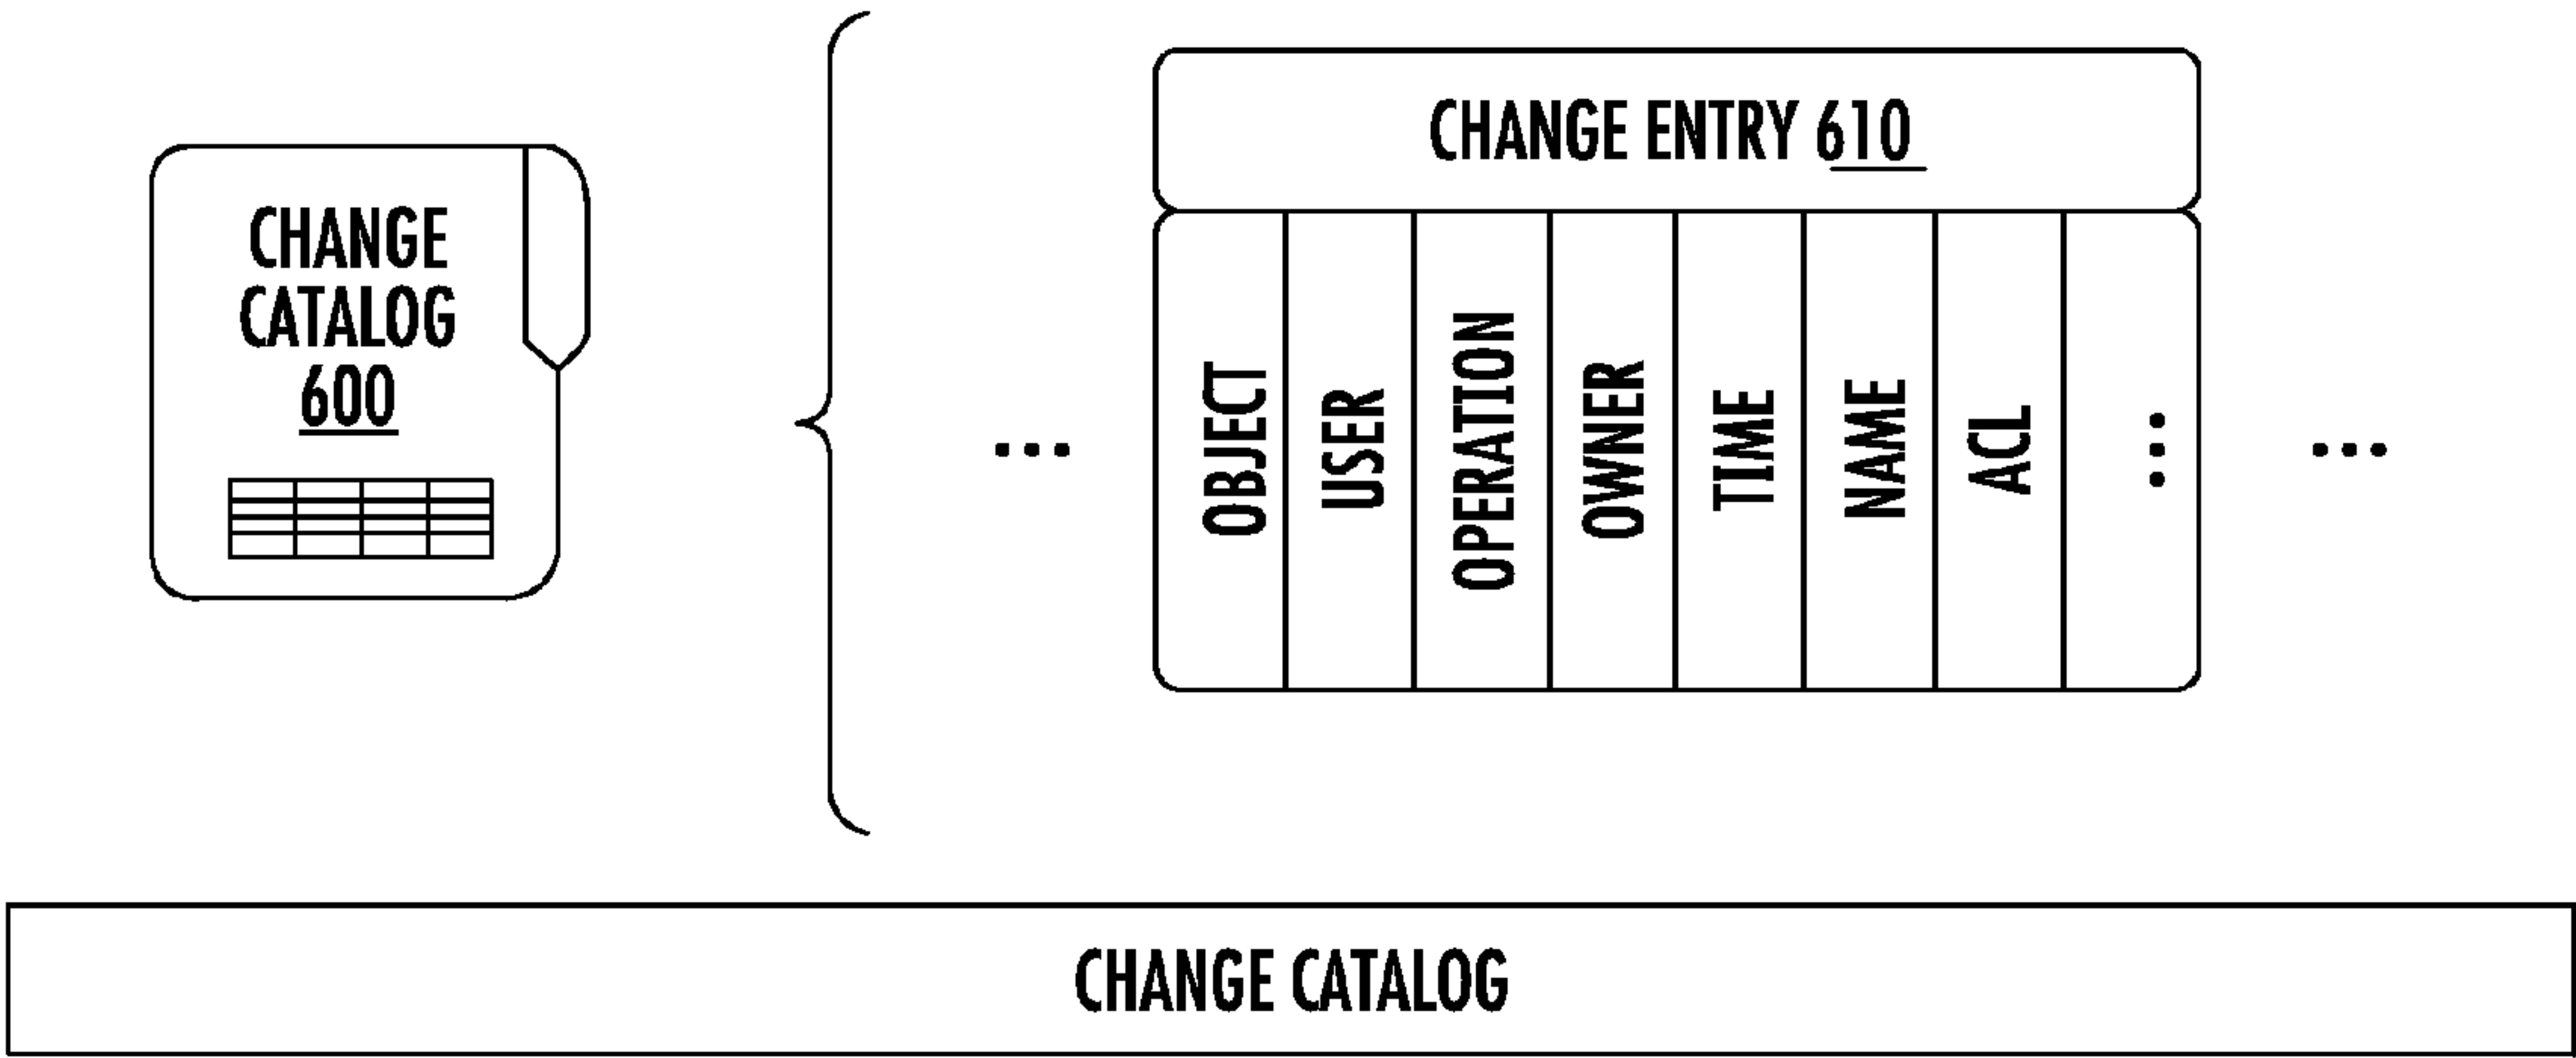 CHANGE
CATALOG
600
CHANGE ENTRY 610
OBJECT
USER
OPERATION
OWNER
TIME
NAME
ACL
...
...
...
CHANGE CATALOG